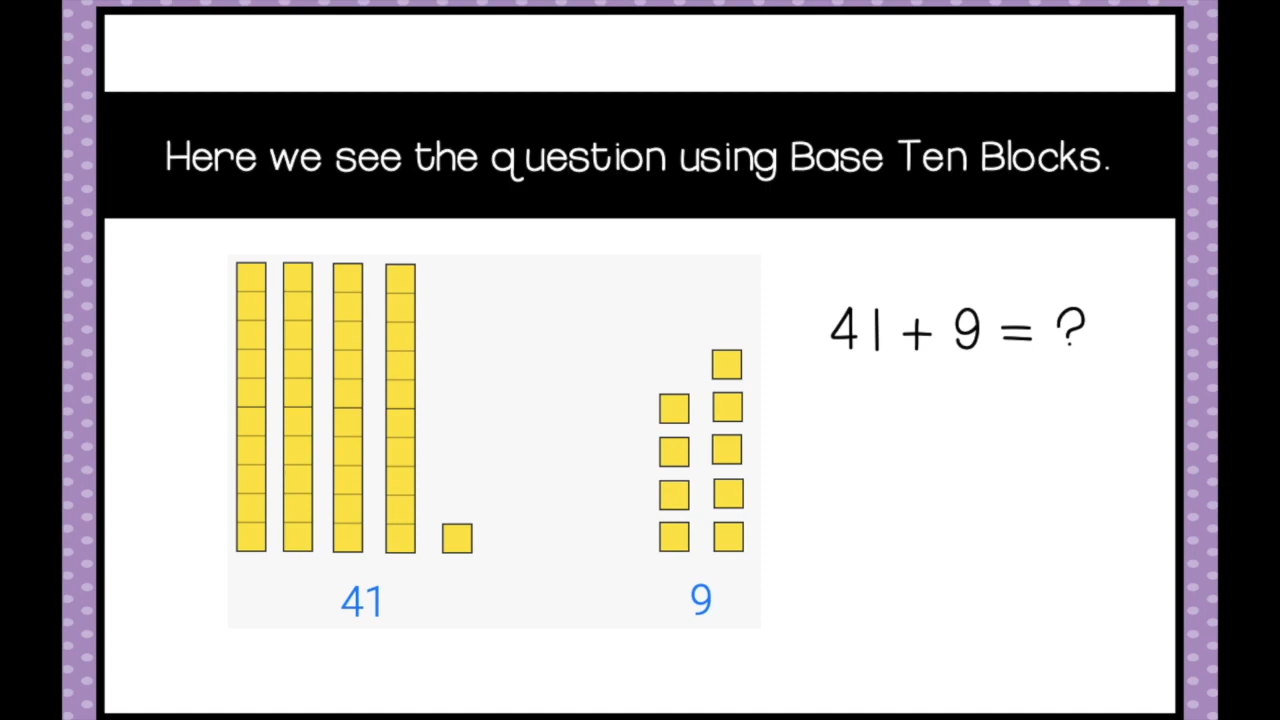 Here we see the question using Base Ten Blocks.
41 + 9 = ?
41
9